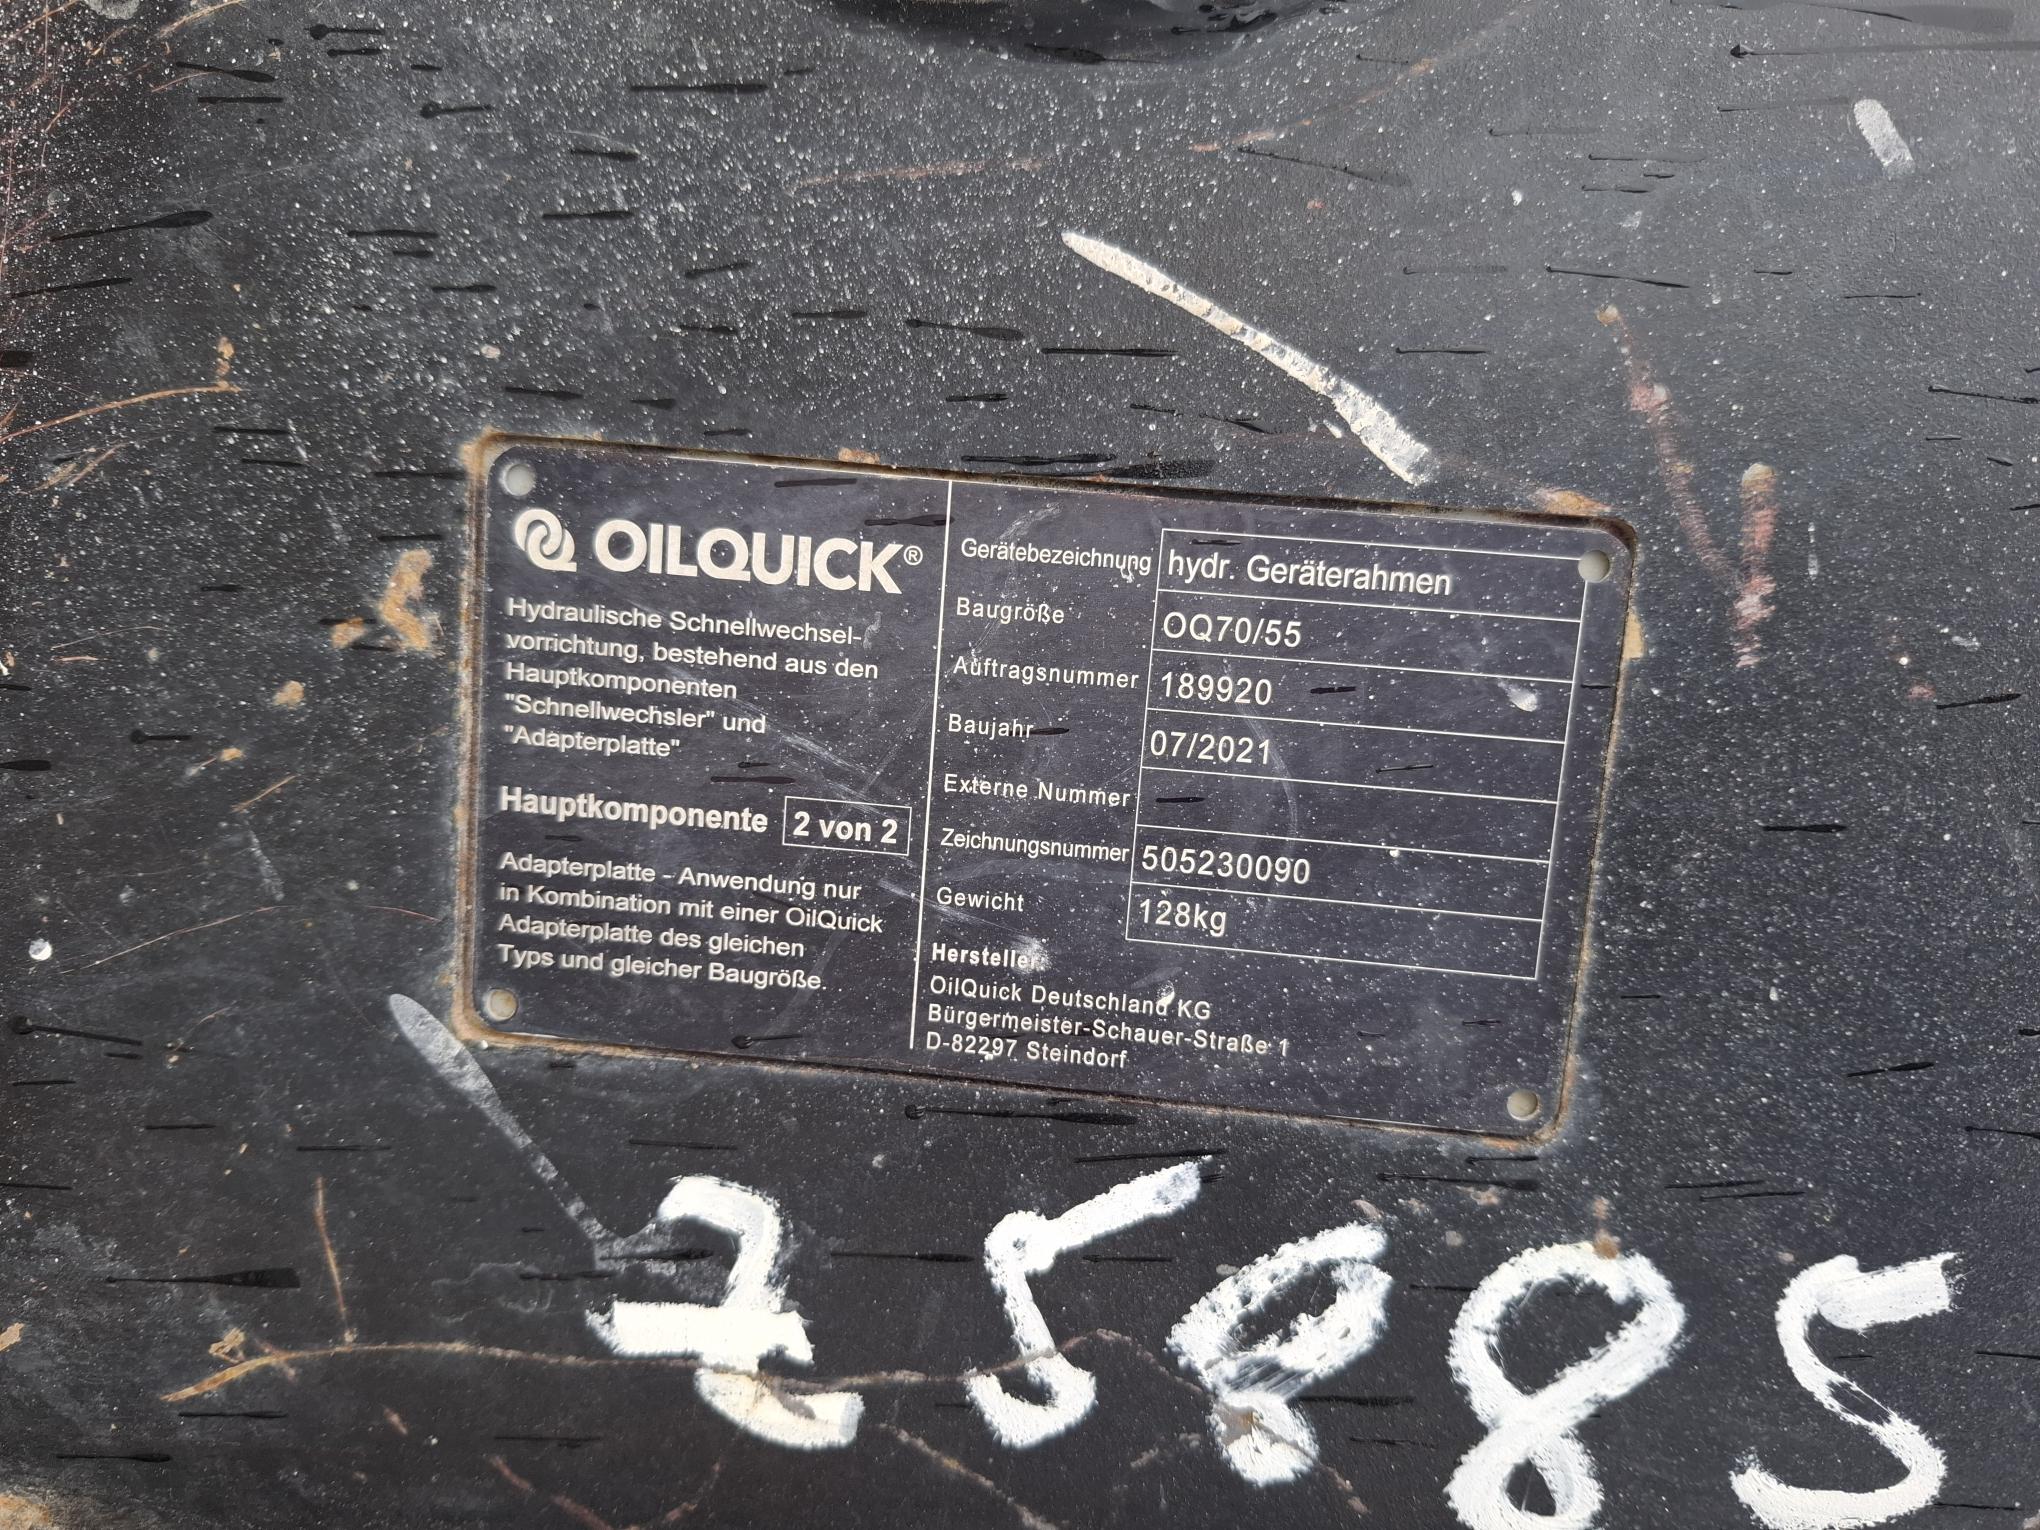 OILQUICK®
Hydraulische Schnellwechsel-
vorrichtung, bestehend aus den
Hauptkomponenten
"Schnellwechsler" und
"Adapterplatte"
Hauptkomponente 2 von 2
Adapterplatte - Anwendung nur
in Kombination mit einer OilQuick
Adapterplatte des gleichen
Typs und gleicher Baugröße.
Gerätebezeichnung hydr. Geräterahmen
Baugröße OQ70/55
Auftragsnummer 189920
Baujahr 07/2021
Externe Nummer
Zeichnungsnummer 505230090
Gewicht 128kg
Hersteller
OilQuick Deutschland KG
Bürgermeister-Schauer-Straße 1
D-82297 Steindorf